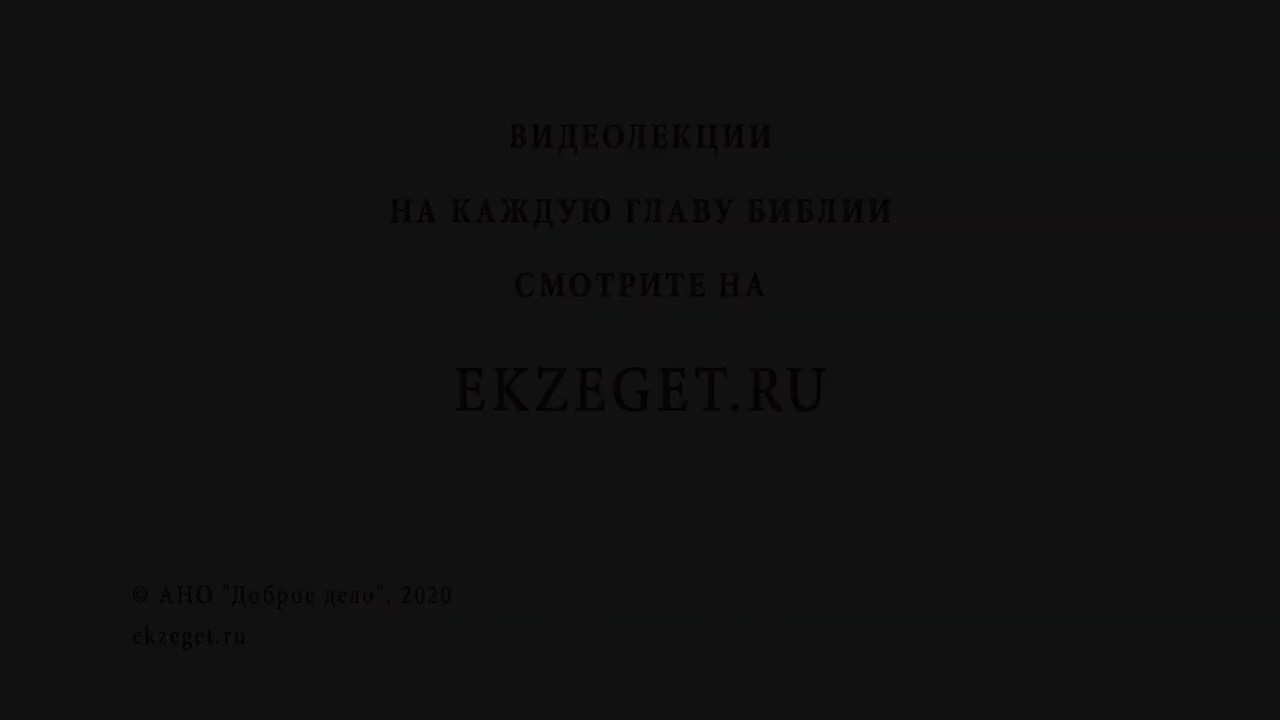 ВИДЕОЛЕКЦИИ
НА КАЖДУЮ ГЛАВУ БИБЛИИ
СМОТРИТЕ НА
EKZEGET.RU
© АНО "Доброе дело", 2020
ekzeget.ru